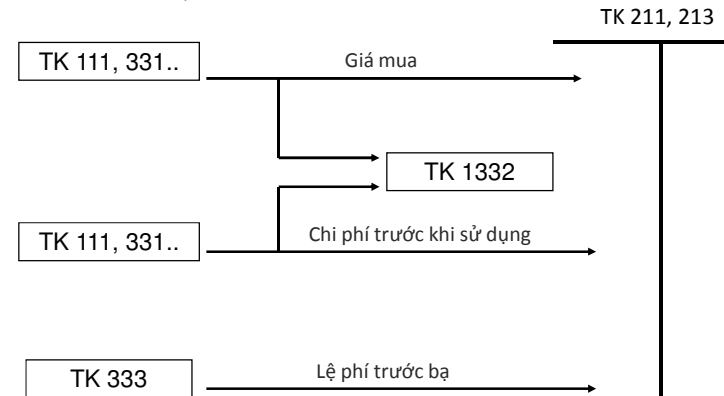 TK 211, 213
TK 111, 331..
Giá mua
TK 1332
TK 111, 331..
Chi phí trước khi sử dụng
TK 333
Lệ phí trước bạ